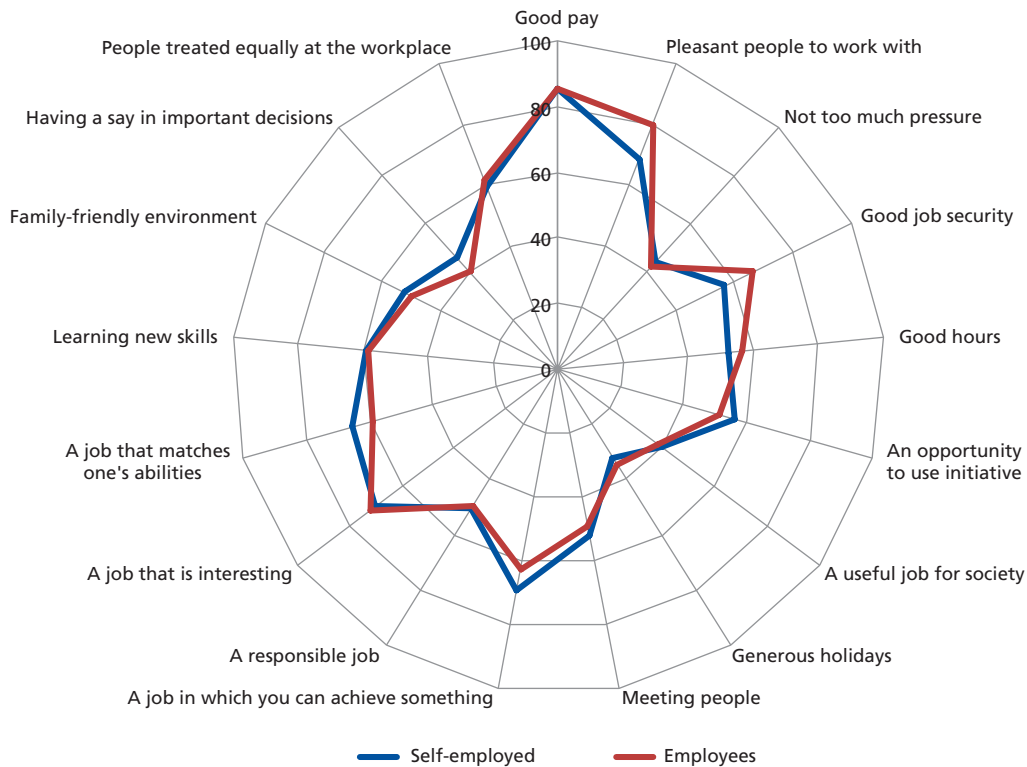 Good pay
People treated equally at the workplace
Pleasant people to work with
Having a say in important decisions
Not too much pressure
Family-friendly environment
Good job security
Learning new skills
Good hours
A job that matches
one's abilities
An opportunity
to use initiative
A job that is interesting
A useful job for society
A responsible job
Generous holidays
A job in which you can achieve something
Meeting people
100
80
60
40
20
0
Self-employed
Employees